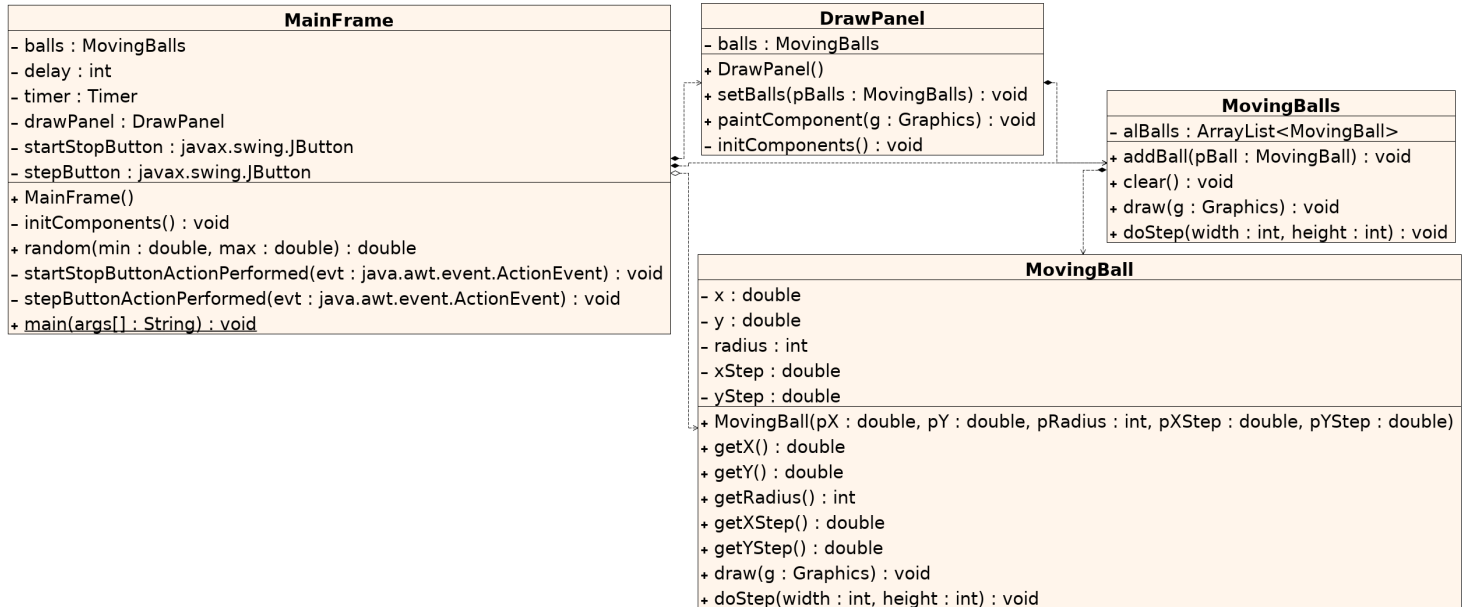 MainFrame
- balls : MovingBalls
- delay : int
- timer : Timer
- drawPanel : DrawPanel
- startStopButton : javax.swing.JButton
- stepButton : javax.swing.JButton
+ MainFrame()
- initComponents() : void
+ random(min : double, max : double) : double
- startStopButtonActionPerformed(evt : java.awt.event.ActionEvent) : void
- stepButtonActionPerformed(evt : java.awt.event.ActionEvent) : void
+ main(args[] : String) : void
DrawPanel
- balls : MovingBalls
+ DrawPanel()
+ setBalls(pBalls : MovingBalls) : void
+ paintComponent(g : Graphics) : void
- initComponents() : void
MovingBalls
- alBalls : ArrayList<MovingBall>
+ addBall(pBall : MovingBall) : void
+ clear() : void
+ draw(g : Graphics) : void
+ doStep(width : int, height : int) : void
MovingBall
- x : double
- y : double
- radius : int
- xStep : double
- yStep : double
+ MovingBall(pX : double, pY : double, pRadius : int, pXStep : double, pYStep : double)
+ getX() : double
+ getY() : double
+ getRadius() : int
+ getXStep() : double
+ getYStep() : double
+ draw(g : Graphics) : void
+ doStep(width : int, height : int) : void